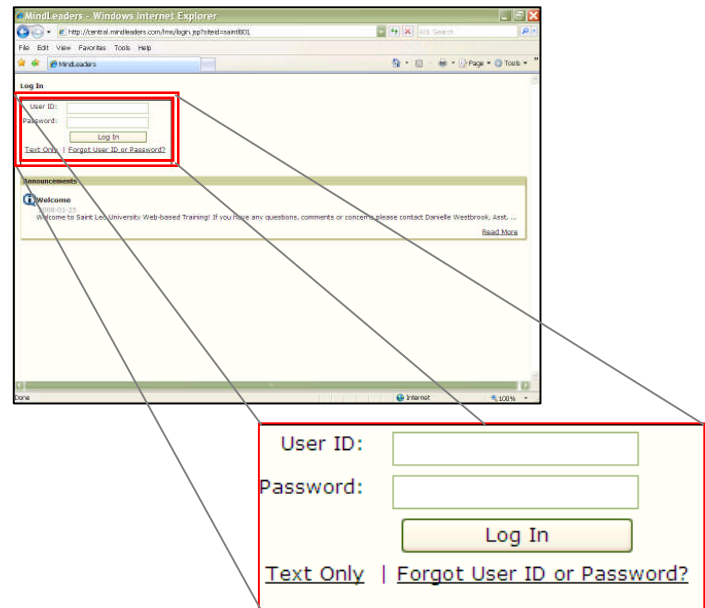 MindLeaders - Windows Internet Explorer
http://central.mindleaders.com/lms/login.jsp?siteid=saintl801
Ask Search
File Edit View Favorites Tools Help
MindLeaders
Page Tools
Log In
User ID:
Password:
Log In
Text Only | Forgot User ID or Password?
Announcements
Welcome
Welcome to Saint Leo University Web-based Training! If you have any questions, comments or concerns please contact Danielle Westbrook, Asst. ...
Read More
Done
Internet
100%
User ID:
Password:
Log In
Text Only | Forgot User ID or Password?